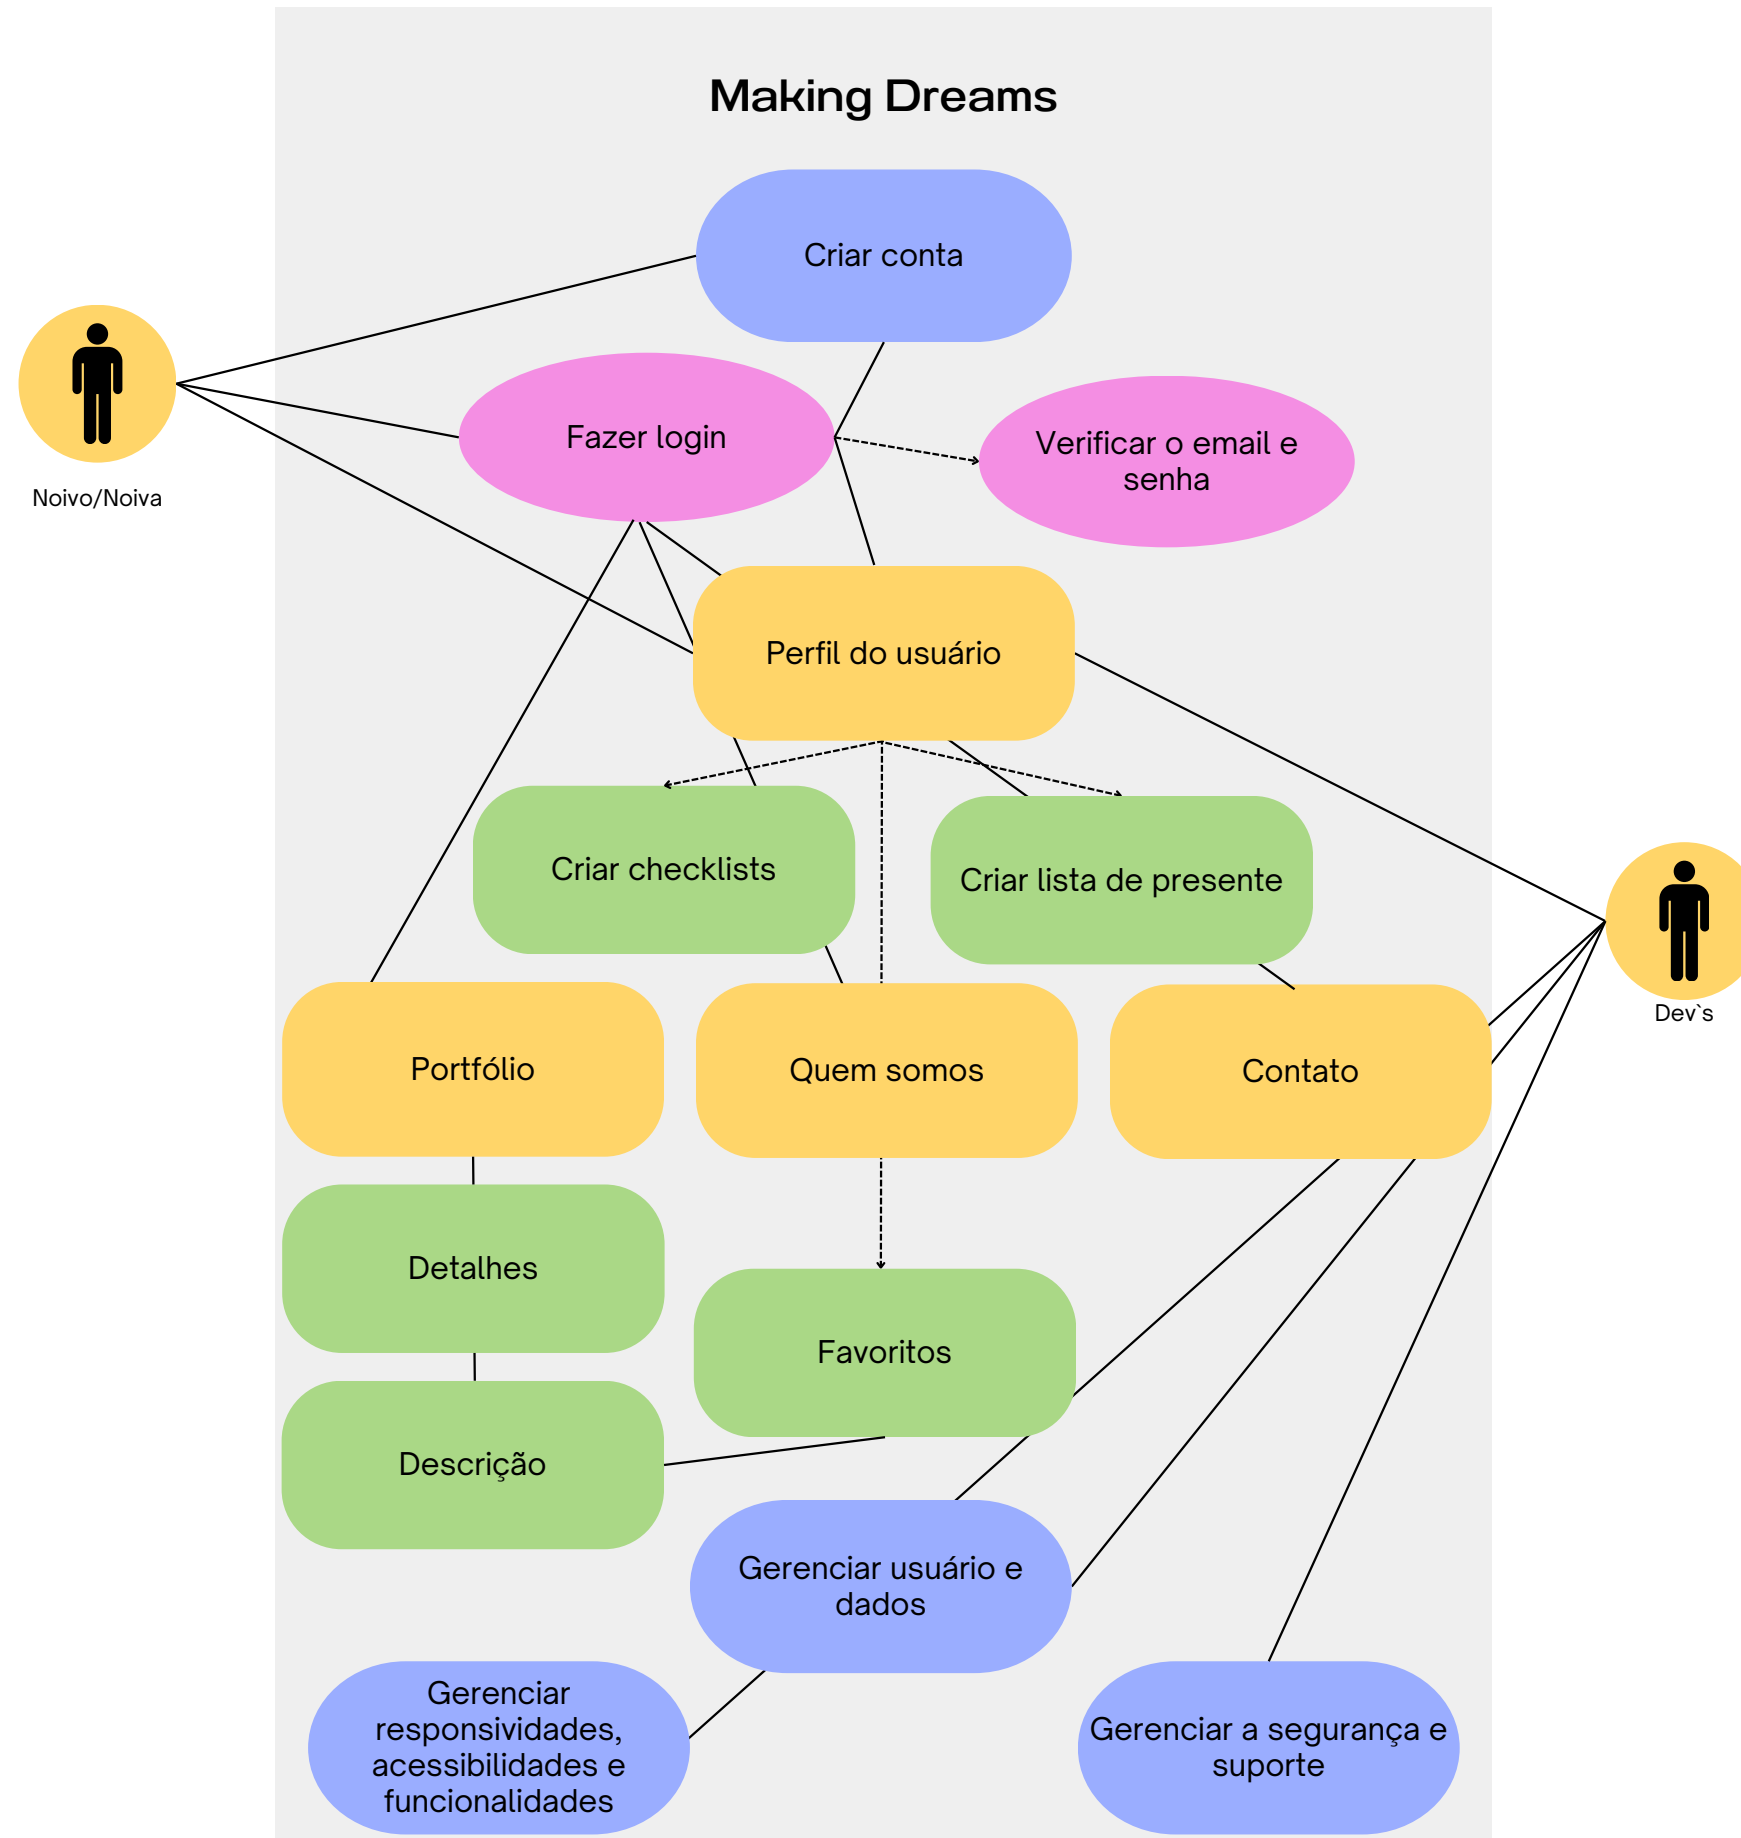 Making Dreams
Criar conta
Fazer login
Verificar o email e
senha
Noivo/Noiva
Perfil do usuário
Criar checklists
Criar lista de presente
Dev`s
Portfólio
Quem somos
Contato
Detalhes
Favoritos
Descrição
Gerenciar usuário e
dados
Gerenciar
responsividades,
acessibilidades e
funcionalidades
Gerenciar a segurança e
suporte